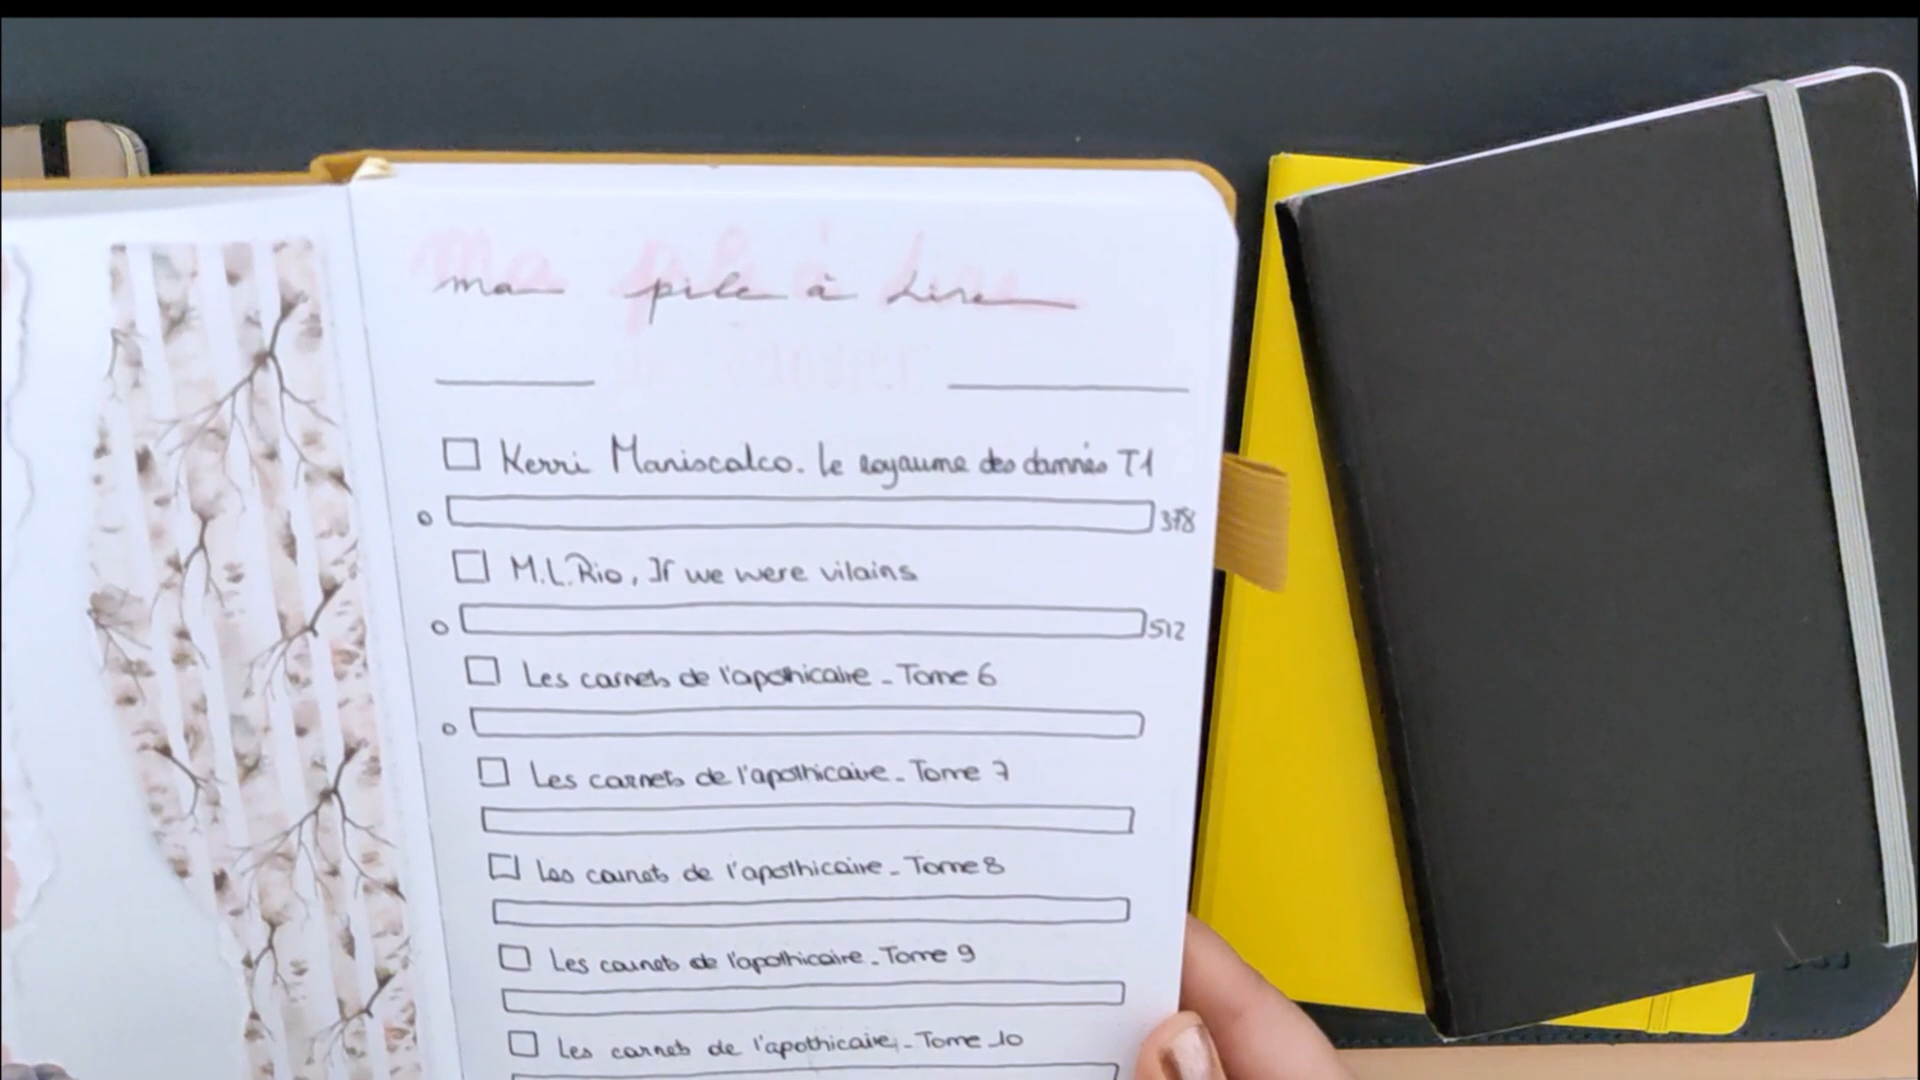 ma pile à Lire
Kerri Maniscalco. Le royaume des damnés T1
0 378
M.L.Rio, If we were vilains
0 512
Les carnets de l'apothicaire - Tome 6
0
Les carnets de l'apothicaire - Tome 7
Les carnets de l'apothicaire - Tome 8
Les carnets de l'apothicaire - Tome 9
Les carnets de l'apothicaire - Tome 10